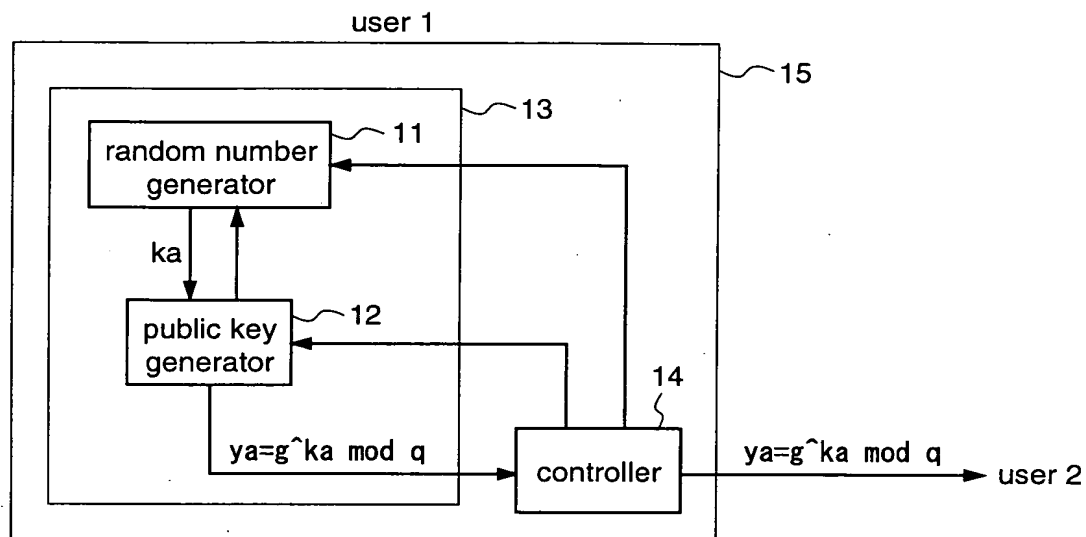 user 1
15
13
11
random number
generator
ka
12
public key
generator
14
ya=g^ka mod q
controller
ya=g^ka mod q
user 2